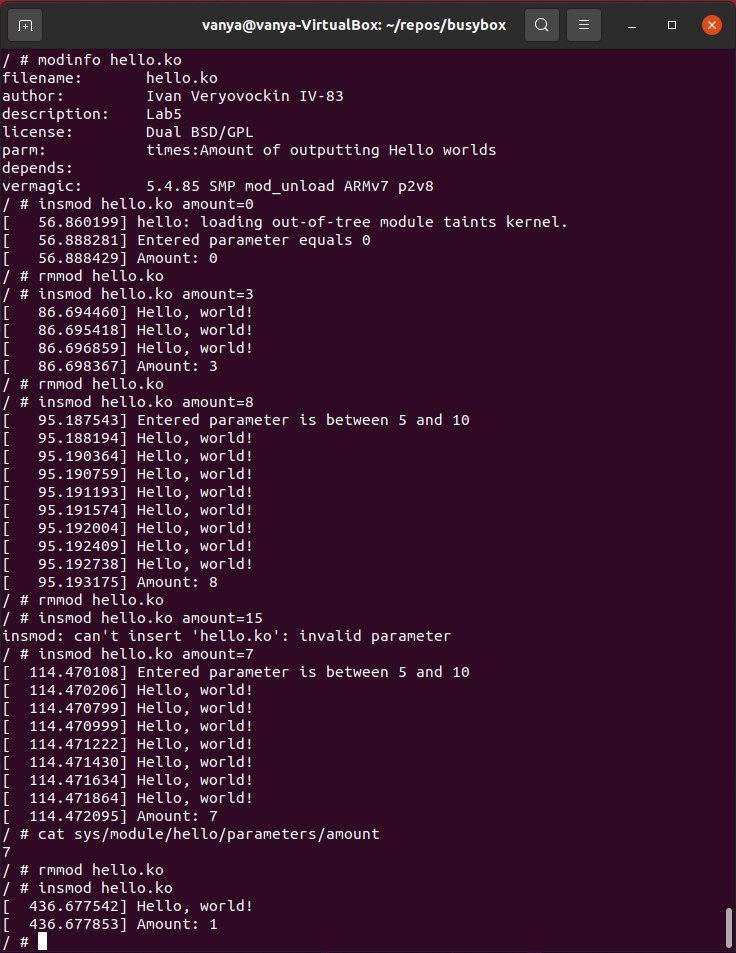 vanya@vanya-VirtualBox: ~/repos/busybox
/ # modinfo hello.ko
filename:       hello.ko
author:         Ivan Veryovockin IV-83
description:    Lab5
license:        Dual BSD/GPL
parm:           times:Amount of outputting Hello worlds
depends:
vermagic:       5.4.85 SMP mod_unload ARMv7 p2v8
/ # insmod hello.ko amount=0
[   56.860199] hello: loading out-of-tree module taints kernel.
[   56.888281] Entered parameter equals 0
[   56.888429] Amount: 0
/ # rmmod hello.ko
/ # insmod hello.ko amount=3
[   86.694460] Hello, world!
[   86.695418] Hello, world!
[   86.696859] Hello, world!
[   86.698367] Amount: 3
/ # rmmod hello.ko
/ # insmod hello.ko amount=8
[   95.187543] Entered parameter is between 5 and 10
[   95.188194] Hello, world!
[   95.190364] Hello, world!
[   95.190759] Hello, world!
[   95.191193] Hello, world!
[   95.191574] Hello, world!
[   95.192004] Hello, world!
[   95.192409] Hello, world!
[   95.192738] Hello, world!
[   95.193175] Amount: 8
/ # rmmod hello.ko
/ # insmod hello.ko amount=15
insmod: can't insert 'hello.ko': invalid parameter
/ # insmod hello.ko amount=7
[  114.470108] Entered parameter is between 5 and 10
[  114.470206] Hello, world!
[  114.470799] Hello, world!
[  114.470999] Hello, world!
[  114.471222] Hello, world!
[  114.471430] Hello, world!
[  114.471634] Hello, world!
[  114.471864] Hello, world!
[  114.472095] Amount: 7
/ # cat sys/module/hello/parameters/amount
7
/ # rmmod hello.ko
/ # insmod hello.ko
[  436.677542] Hello, world!
[  436.677853] Amount: 1
/ #